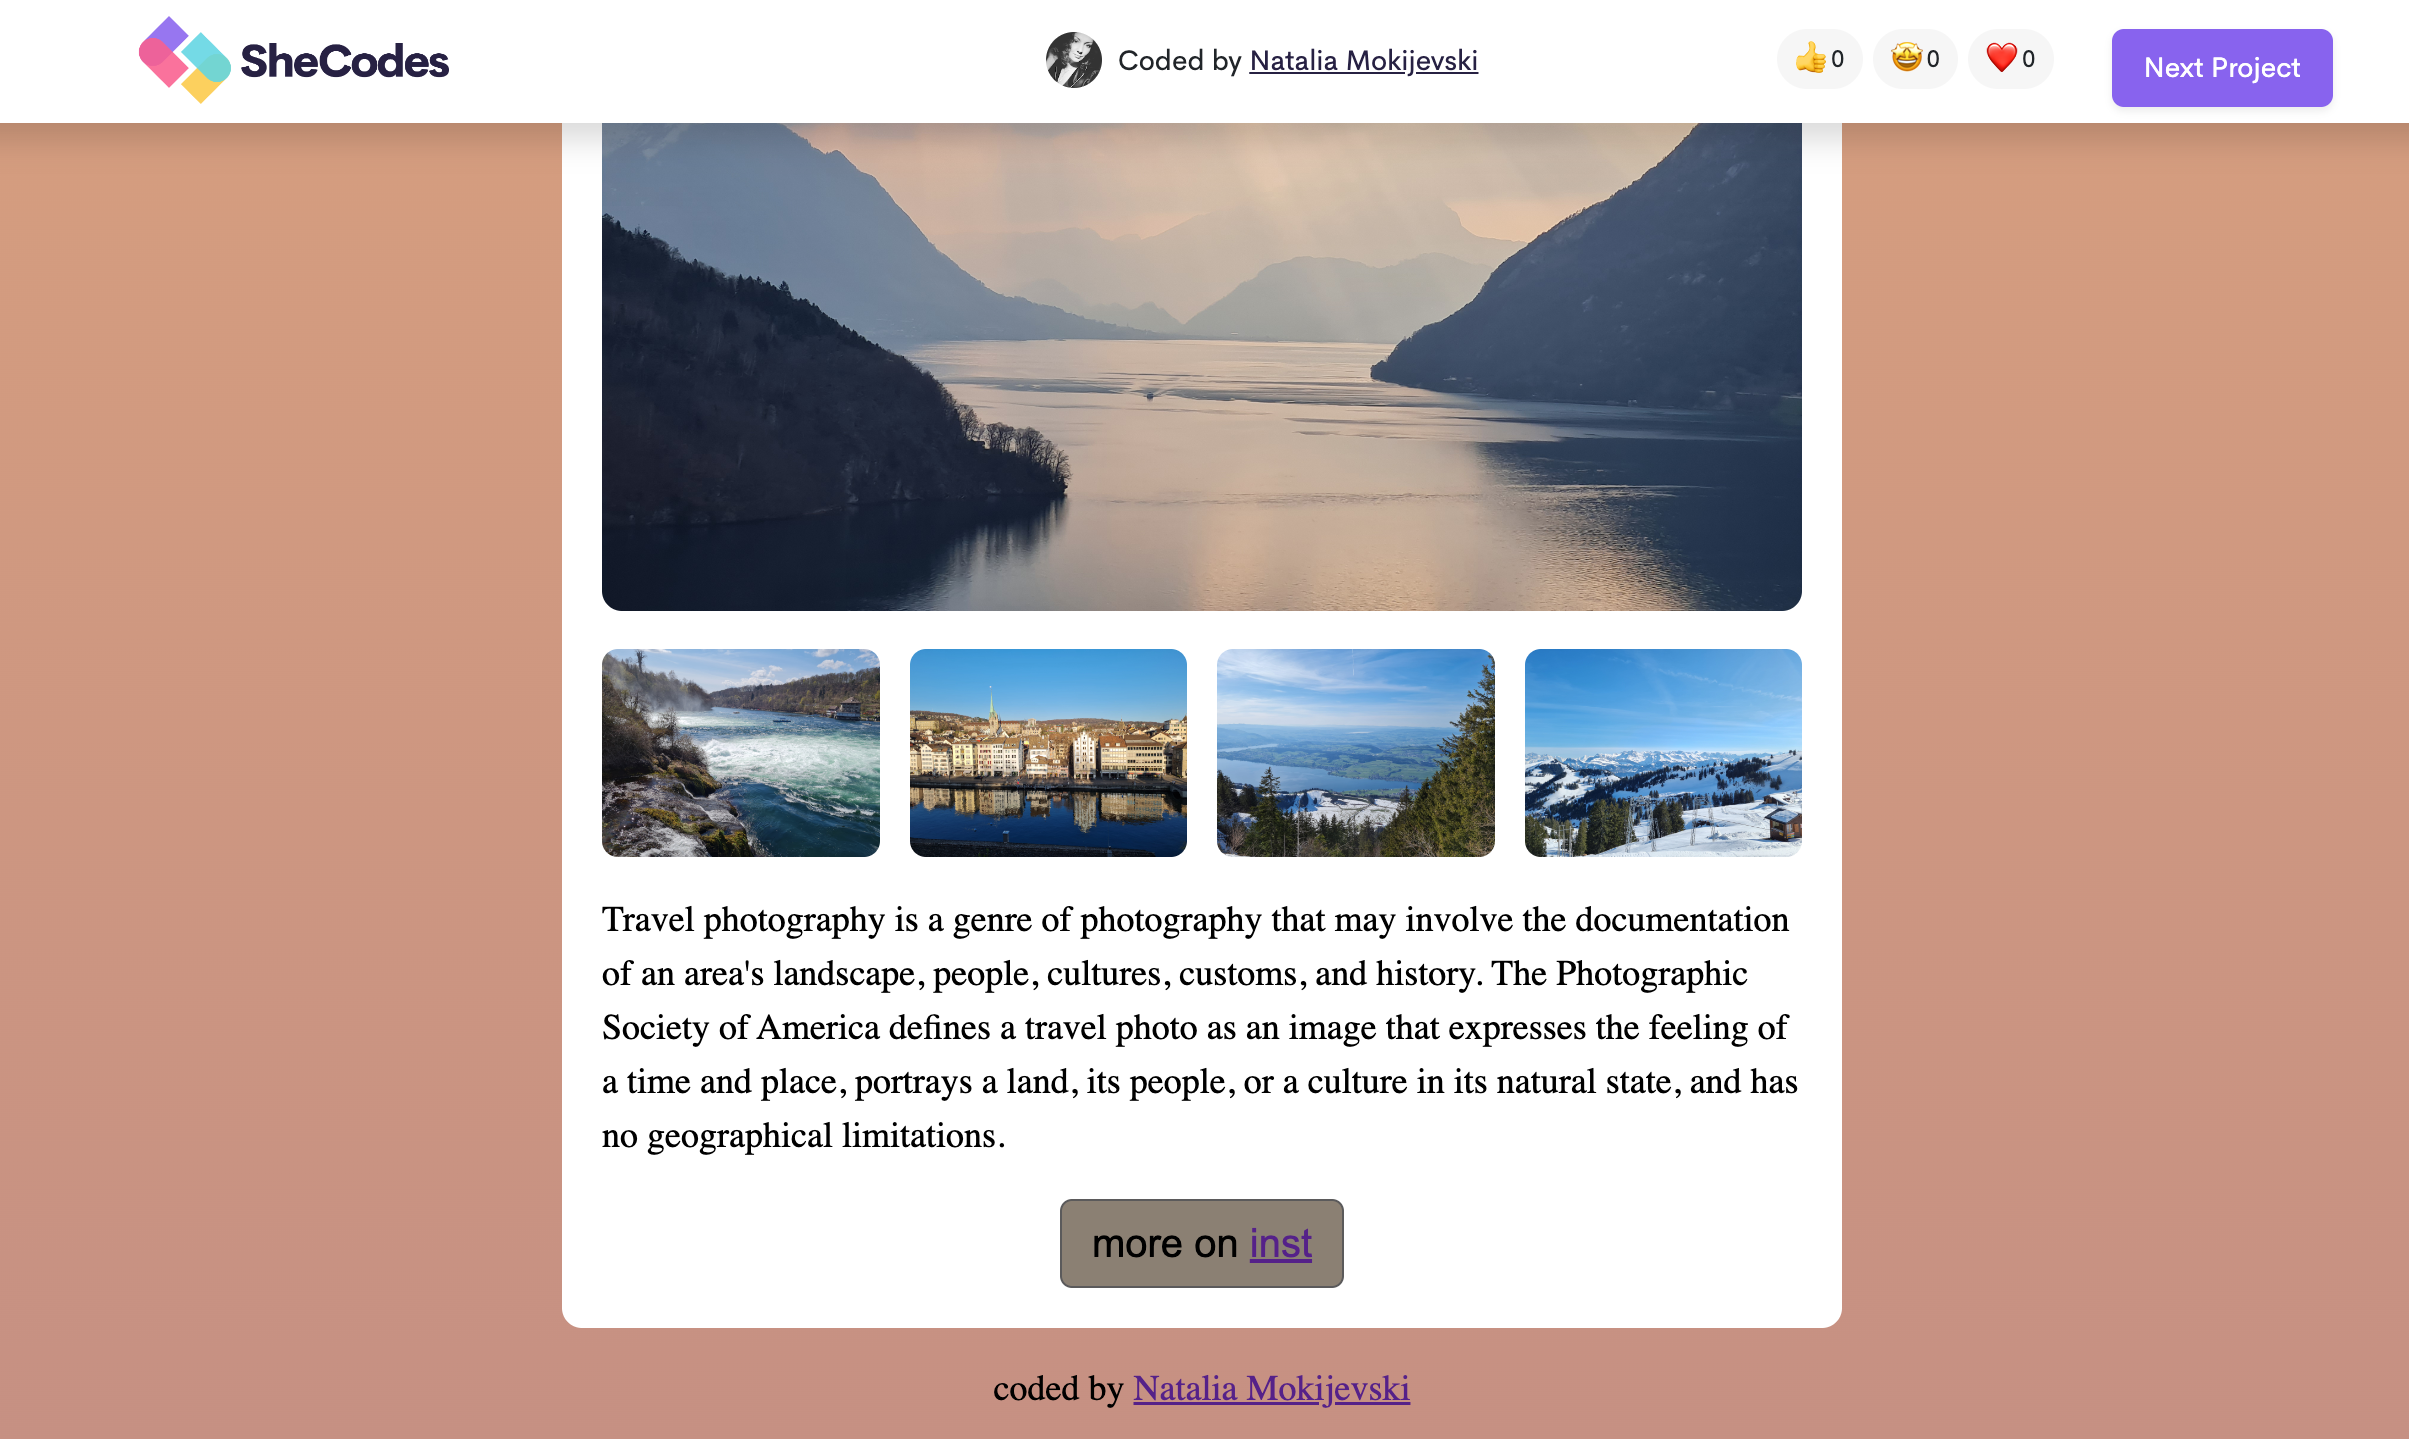 SheCodes
Coded by Natalia Mokijevski
👍 0 🤩 0 ❤️ 0
Next Project
Travel photography is a genre of photography that may involve the documentation
of an area's landscape, people, cultures, customs, and history. The Photographic
Society of America defines a travel photo as an image that expresses the feeling of
a time and place, portrays a land, its people, or a culture in its natural state, and has
no geographical limitations.
more on inst
coded by Natalia Mokijevski